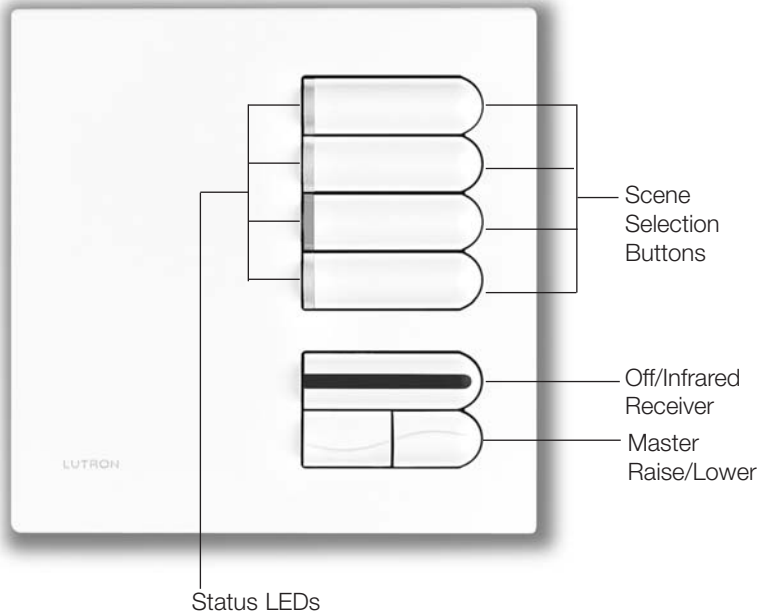 Scene
Selection
Buttons
Off/Infrared
Receiver
Master
Raise/Lower
LUTRON
Status LEDs